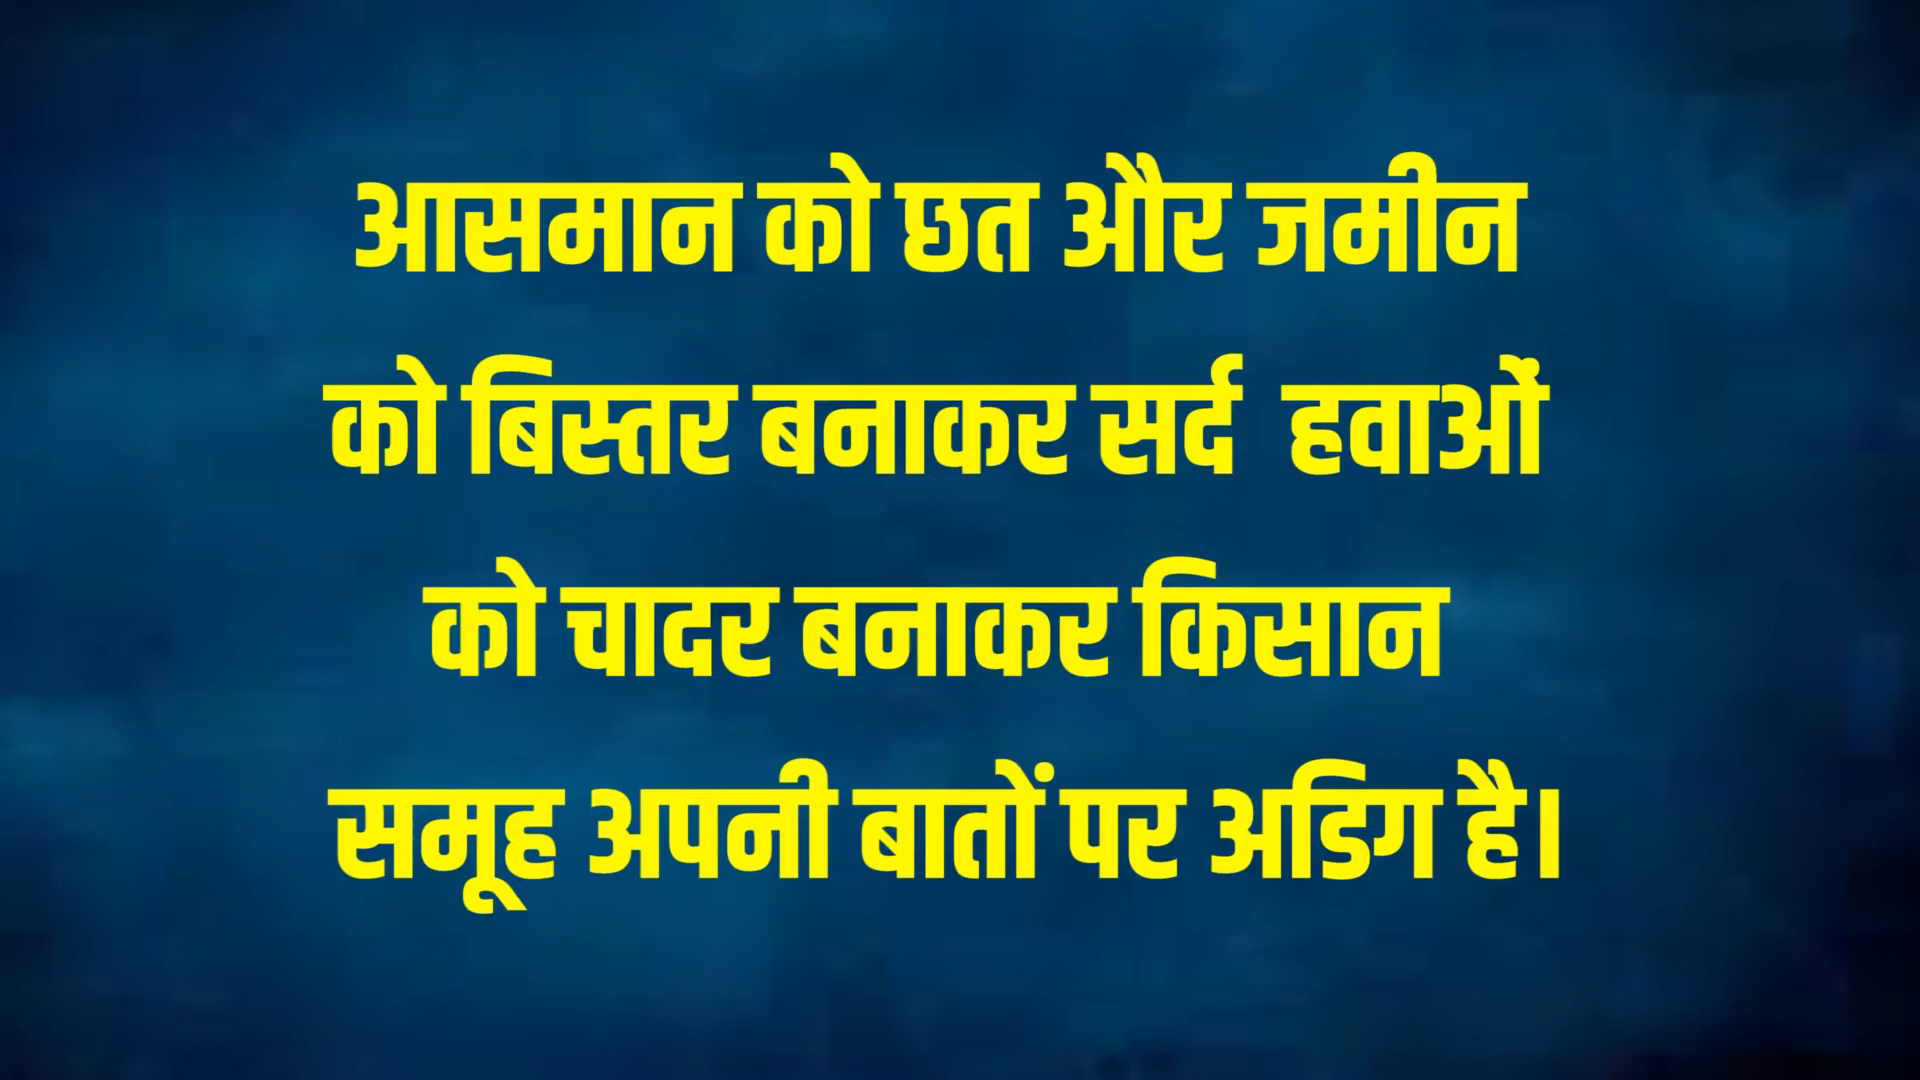 आसमान को छत और जमीन
को बिस्तर बनाकर सर्द हवाओं
को चादर बनाकर किसान
समूह अपनी बातों पर अडिग है।